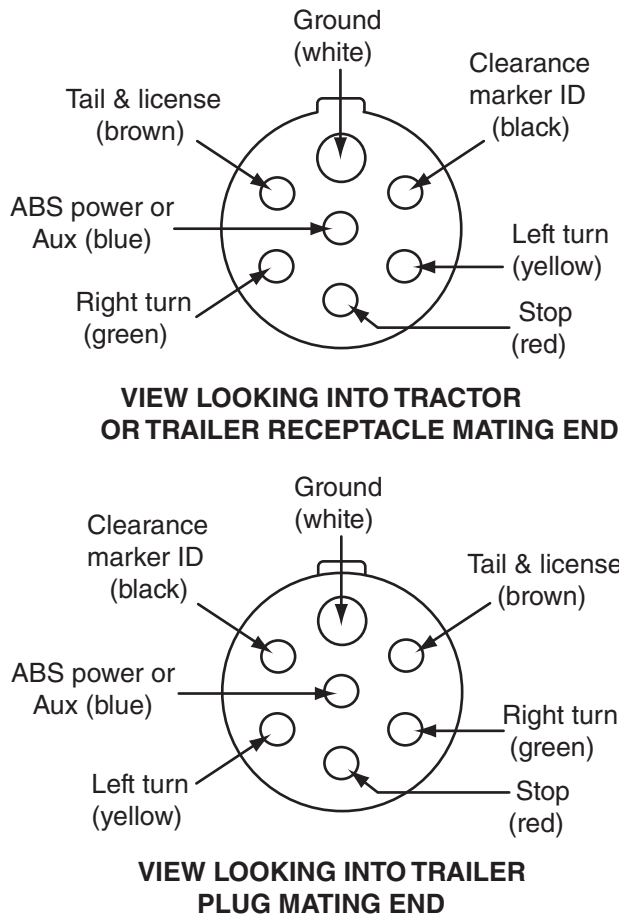 Ground
(white)
Clearance
marker ID
(black)
Tail & license
(brown)
ABS power or
Aux (blue)
Left turn
(yellow)
Right turn
(green)
Stop
(red)
VIEW LOOKING INTO TRACTOR
OR TRAILER RECEPTACLE MATING END
Ground
(white)
Clearance
marker ID
(black)
Tail & license
(brown)
ABS power or
Aux (blue)
Right turn
(green)
Left turn
(yellow)
Stop
(red)
VIEW LOOKING INTO TRAILER
PLUG MATING END